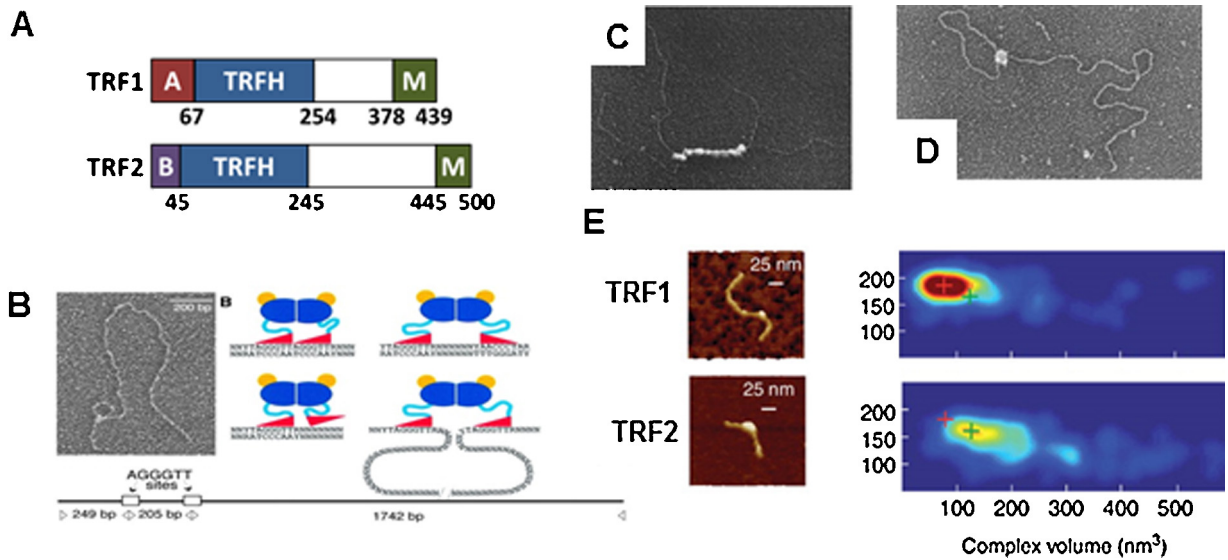 A
TRF1
A
TRFH
M
67
254
378
439
TRF2
B
TRFH
M
45
245
445
500
B
200 bp
B
AGGGTT
sites
249 bp
205 bp
1742 bp
C
D
E
TRF1
25 nm
TRF2
25 nm
200
150
100
200
150
100
100
200
300
400
500
Complex volume (nm³)